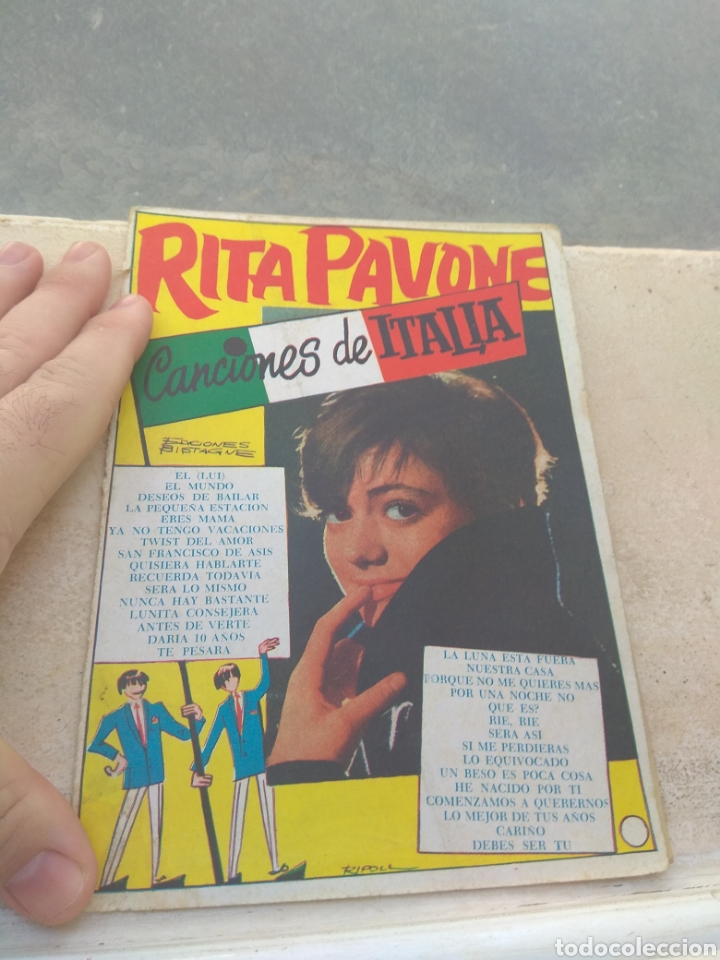 RITA PAVONE
Canciones de ITALIA
EDICIONES
BISTAGNE
EL (LUI)
EL MUNDO
DESEOS DE BAILAR
LA PEQUEÑA ESTACION
ERES MAMA
YA NO TENGO VACACIONES
TWIST DEL AMOR
SAN FRANCISCO DE ASIS
QUISIERA HABLARTE
RECUERDA TODAVIA
SERA LO MISMO
NUNCA HAY BASTANTE
LUNITA CONSEJERA
ANTES DE VERTE
DARIA 10 AÑOS
TE PESARA
LA LUNA ESTA FUERA
NUESTRA CASA
PORQUE NO ME QUIERES MAS
POR UNA NOCHE NO
QUE ES?
RIE, RIE
SERA ASI
SI ME PERDIERAS
LO EQUIVOCADO
UN BESO ES POCA COSA
HE NACIDO POR TI
COMENZAMOS A QUERERNOS
LO MEJOR DE TUS AÑOS
CARIÑO
DEBES SER TU
RIPOLL
todocoleccion